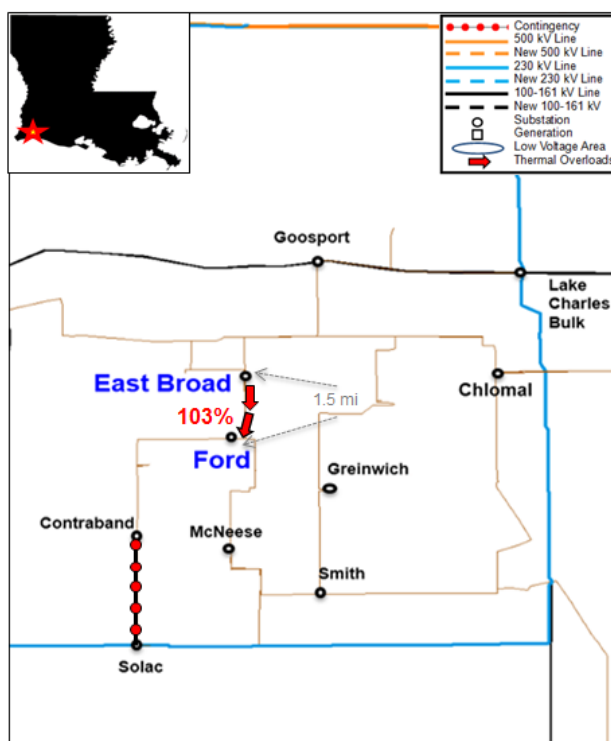 Contingency
500 kV Line
New 500 kV Line
230 kV Line
New 230 kV Line
100-161 kV Line
New 100-161 kV
Substation
Generation
Low Voltage Area
Thermal Overloads
Goosport
Lake
Charles
Bulk
East Broad
Chlomal
1.5 mi
103%
Ford
Greinwich
Contraband
McNeese
Smith
Solac